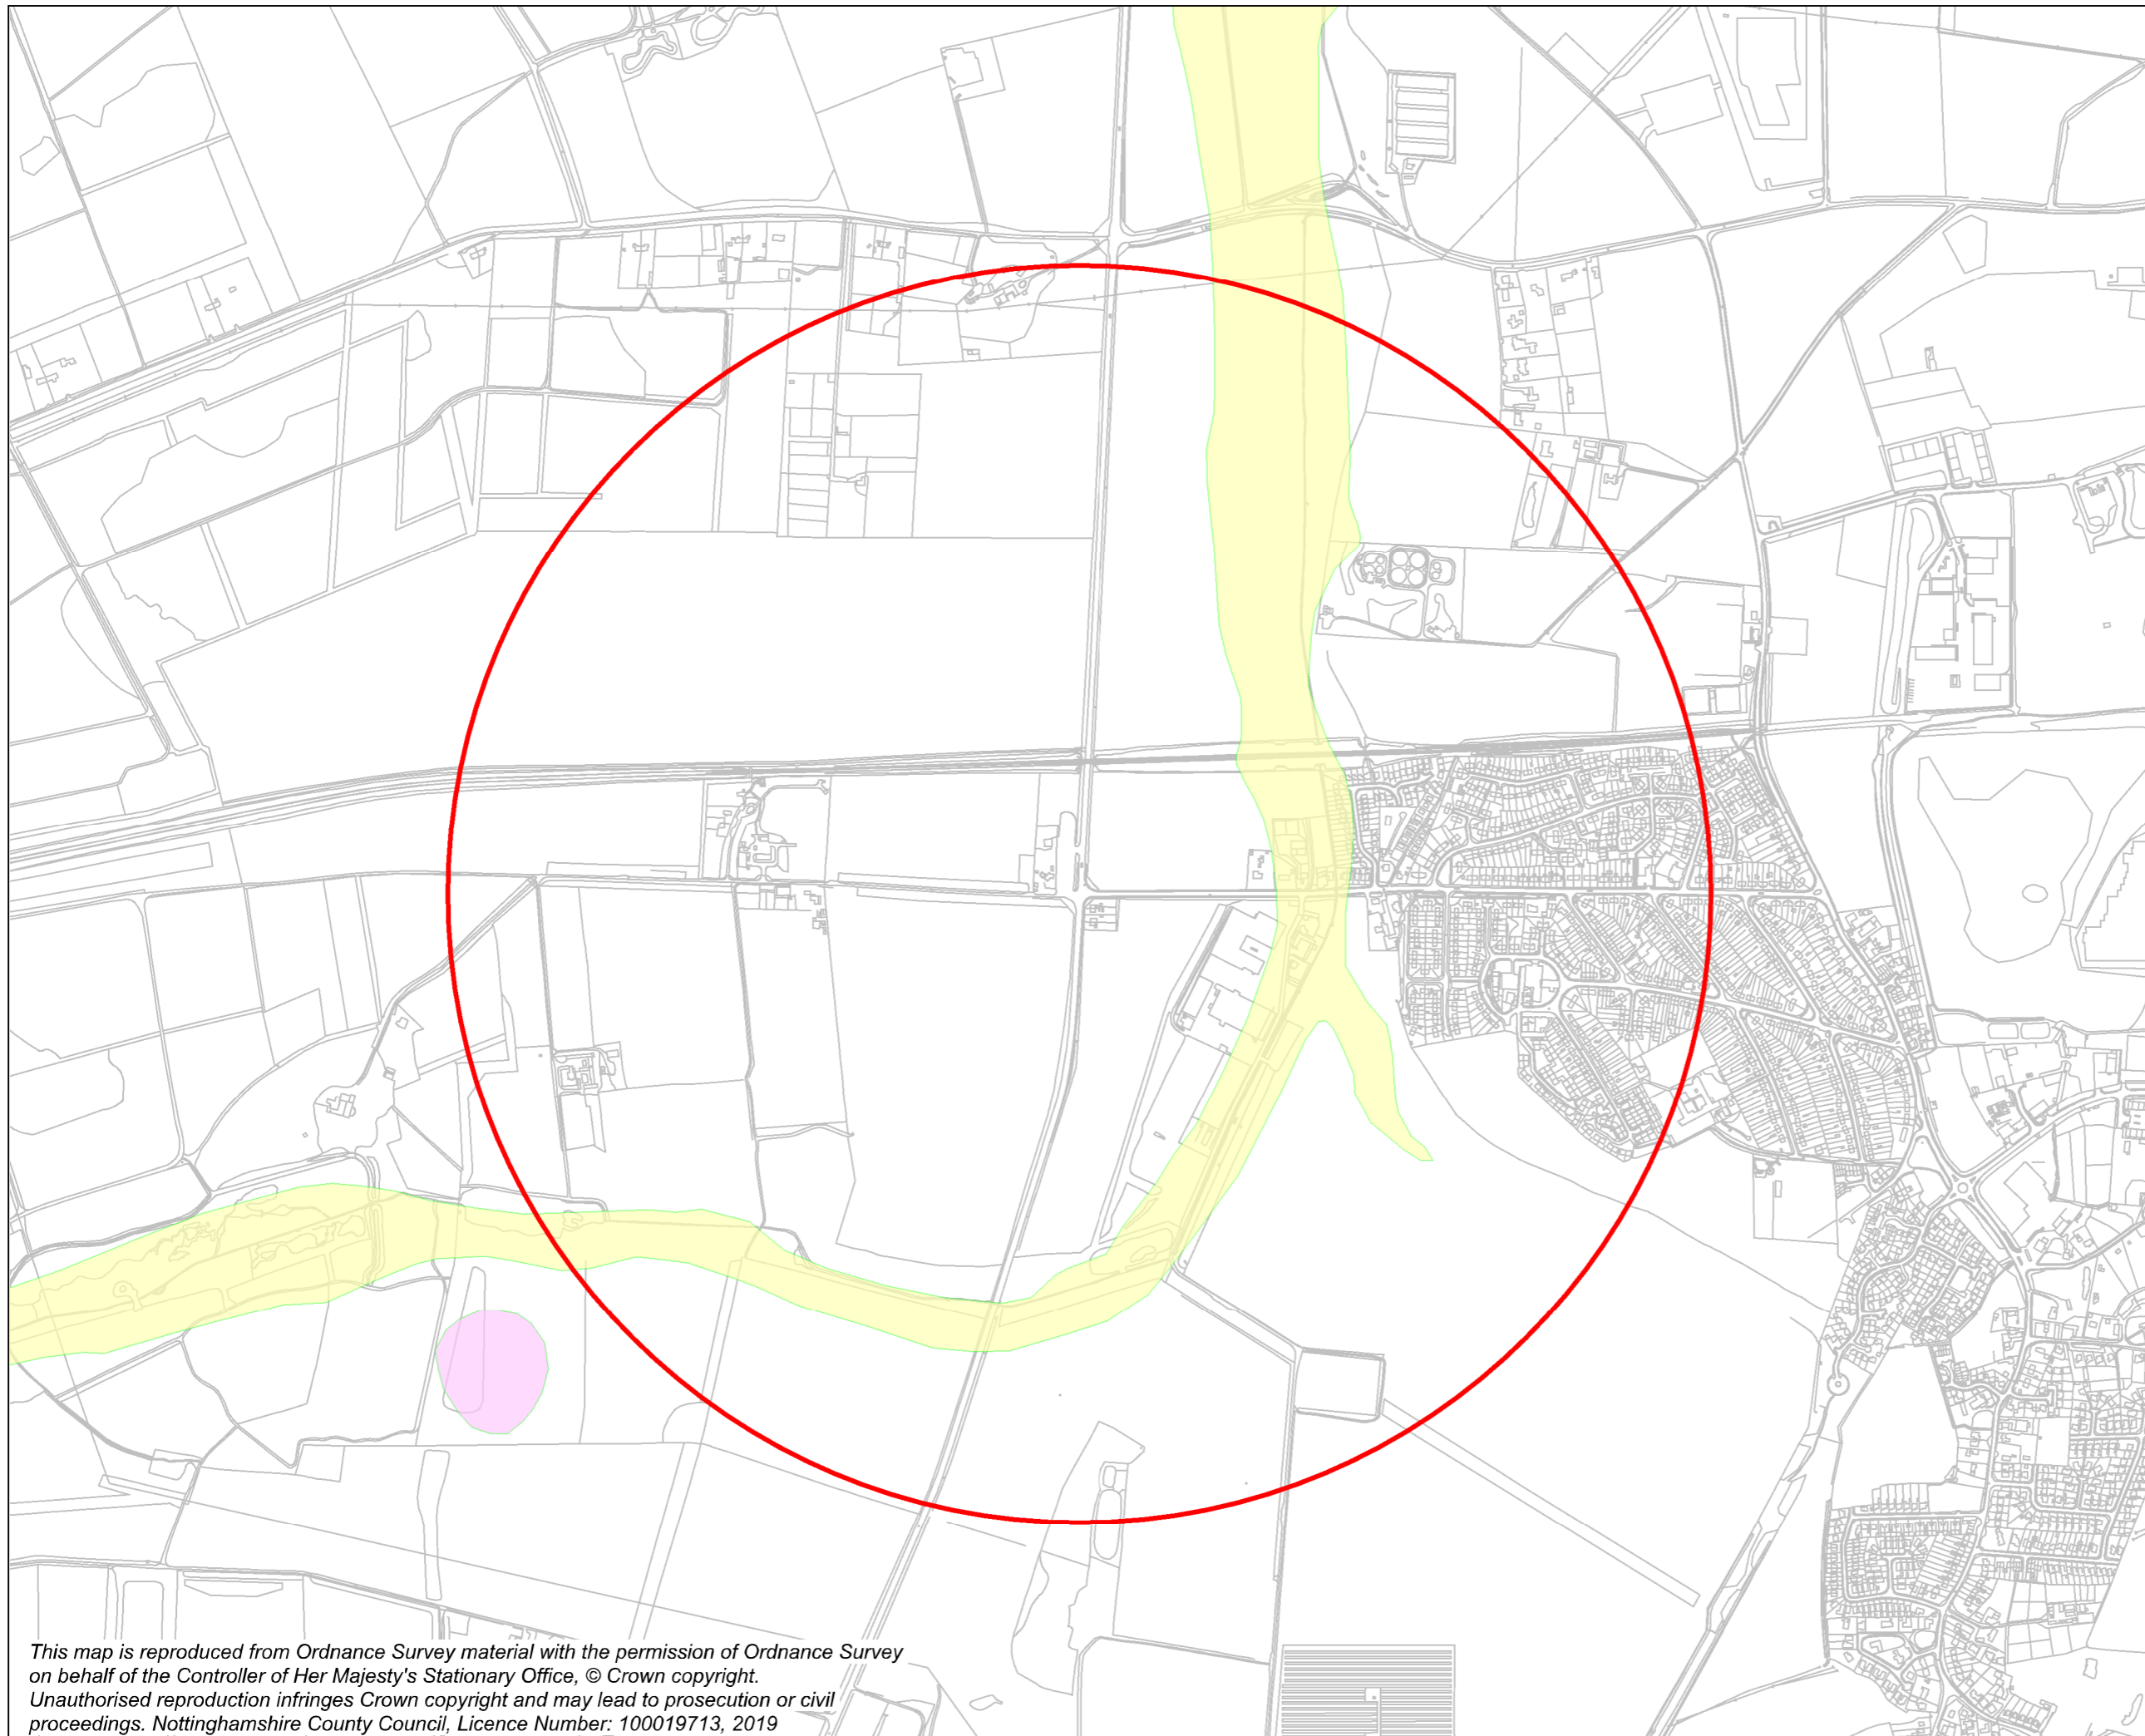 This map is reproduced from Ordnance Survey material with the permission of Ordnance Survey
on behalf of the Controller of Her Majesty's Stationary Office, © Crown copyright.
Unauthorised reproduction infringes Crown copyright and may lead to prosecution or civil
proceedings. Nottinghamshire County Council, Licence Number: 100019713, 2019